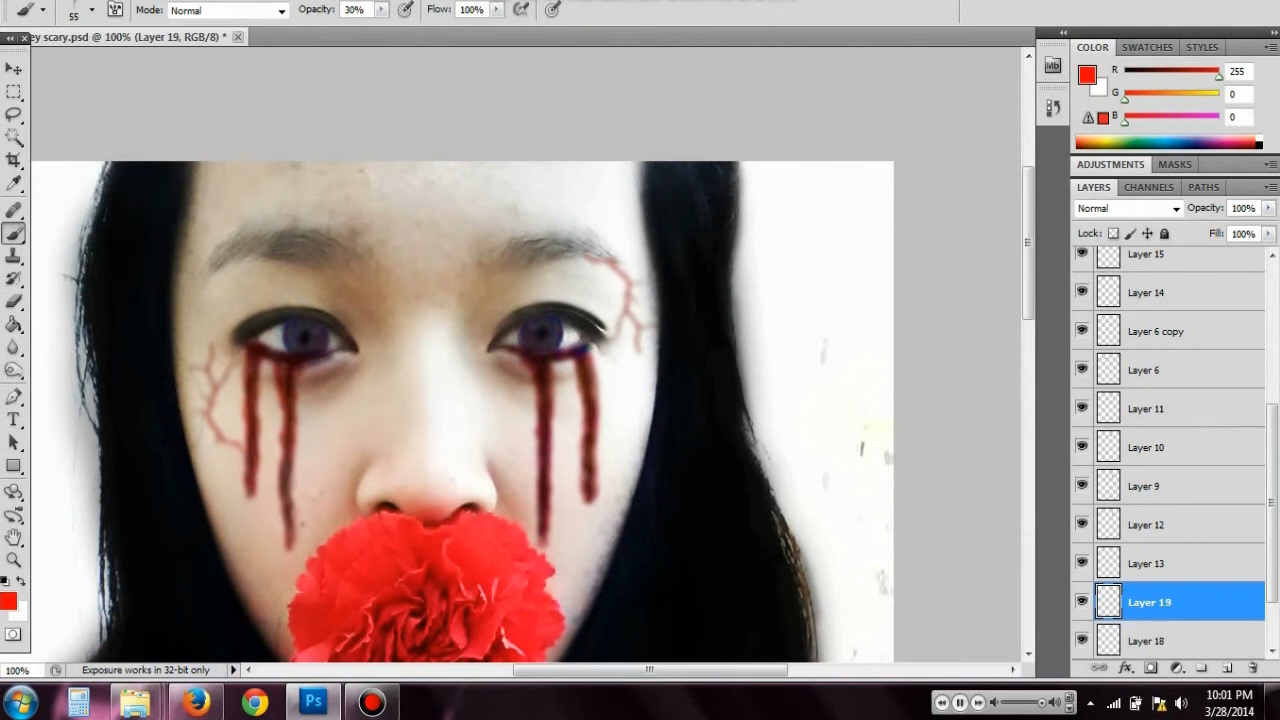 55
Mode: Normal
Opacity: 30%
Flow: 100%
ey scary.psd @ 100% (Layer 19, RGB/8) *
COLOR SWATCHES STYLES
R 255
G 0
B 0
ADJUSTMENTS MASKS
LAYERS CHANNELS PATHS
Normal Opacity: 100%
Lock: Fill: 100%
Layer 15
Layer 14
Layer 6 copy
Layer 6
Layer 11
Layer 10
Layer 9
Layer 12
Layer 13
Layer 19
Layer 18
Mb
T
fx
100% Exposure works in 32-bit only
Ps
10:01 PM
3/28/2014